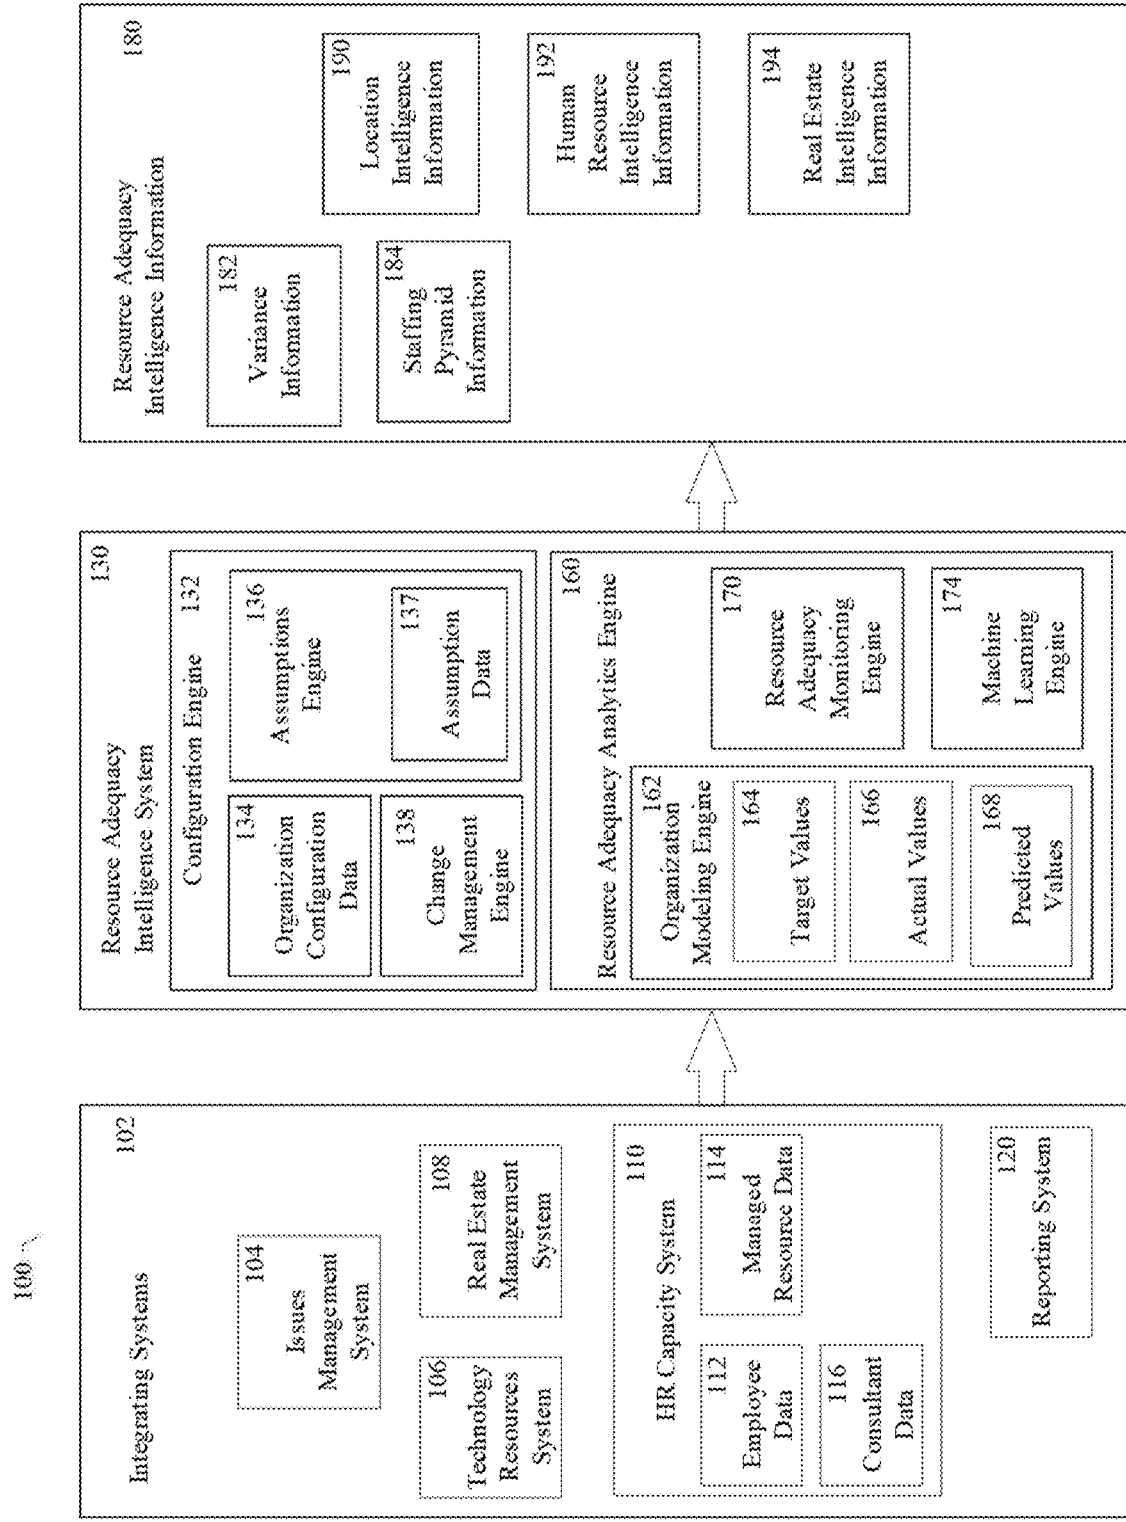 100
Integrating Systems
102
104
Issues
Management
System
106
Technology
Resources
System
108
Real Estate
Management
System
110
HR Capacity System
112
Employee
Data
114
Managed
Resource Data
116
Consultant
Data
120
Reporting System
Resource Adequacy
Intelligence System
130
Configuration Engine
132
134
Organization
Configuration
Data
136
Assumptions
Engine
137
Assumption
Data
138
Change
Management
Engine
160
Resource Adequacy Analytics Engine
162
Organization
Modeling Engine
164
Target Values
166
Actual Values
168
Predicted
Values
170
Resource
Adequacy
Monitoring
Engine
174
Machine
Learning
Engine
Resource Adequacy
Intelligence Information
180
182
Variance
Information
184
Staffing
Pyramid
Information
190
Location
Intelligence
Information
192
Human
Resource
Intelligence
Information
194
Real Estate
Intelligence
Information